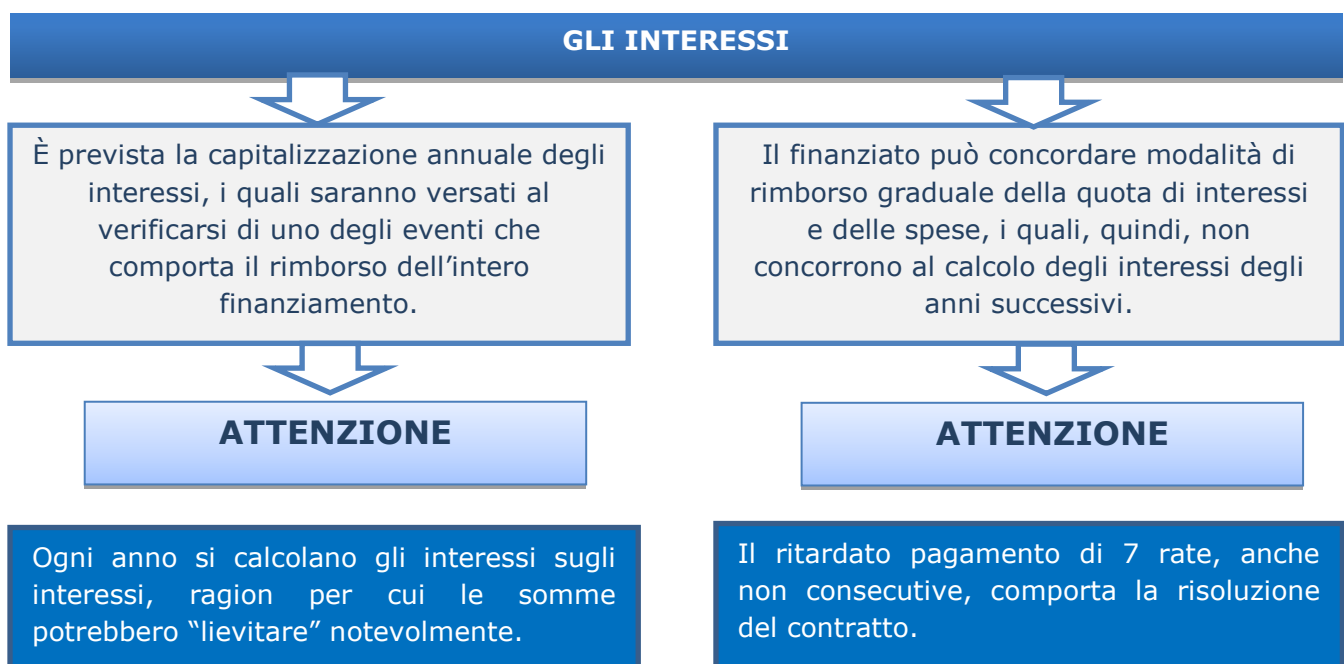 GLI INTERESSI
È prevista la capitalizzazione annuale degli
interessi, i quali saranno versati al
verificarsi di uno degli eventi che
comporta il rimborso dell’intero
finanziamento.
ATTENZIONE
Ogni anno si calcolano gli interessi sugli
interessi, ragion per cui le somme
potrebbero “lievitare” notevolmente.
Il finanziato può concordare modalità di
rimborso graduale della quota di interessi
e delle spese, i quali, quindi, non
concorrono al calcolo degli interessi degli
anni successivi.
ATTENZIONE
Il ritardato pagamento di 7 rate, anche
non consecutive, comporta la risoluzione
del contratto.